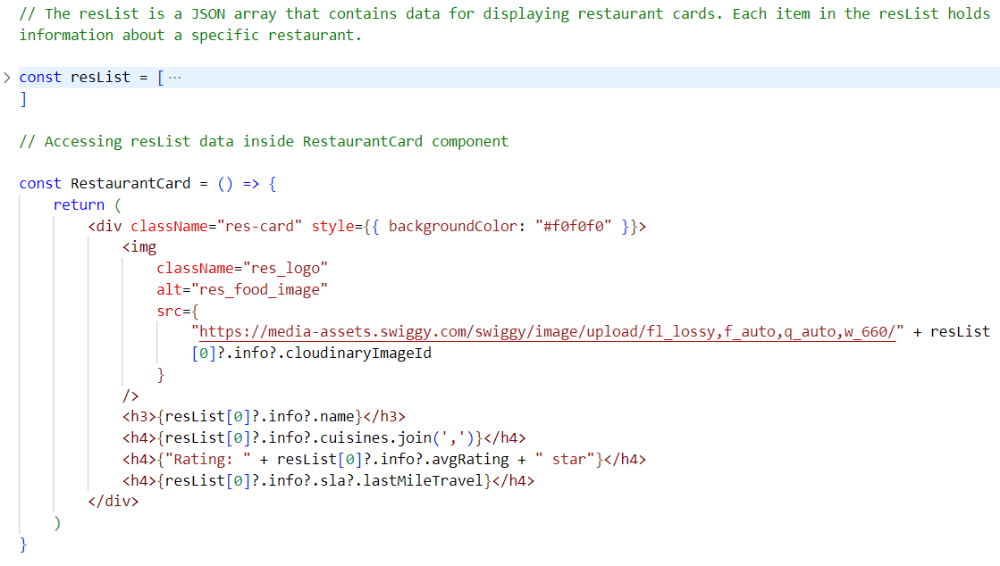 // The resList is a JSON array that contains data for displaying restaurant cards. Each item in the resList holds
information about a specific restaurant.
const resList = [ ···
]
// Accessing resList data inside RestaurantCard component
const RestaurantCard = () => {
return (
<div className="res-card" style={{ backgroundColor: "#f0f0f0" }}>
<img
className="res_logo"
alt="res_food_image"
src={
"https://media-assets.swiggy.com/swiggy/image/upload/fl_lossy,f_auto,q_auto,w_660/" + resList
[0]?.info?.cloudinaryImageId
}
/>
<h3>{resList[0]?.info?.name}</h3>
<h4>{resList[0]?.info?.cuisines.join(',')}</h4>
<h4>{"Rating: " + resList[0]?.info?.avgRating + " star"}</h4>
<h4>{resList[0]?.info?.sla?.lastMileTravel}</h4>
</div>
)
}